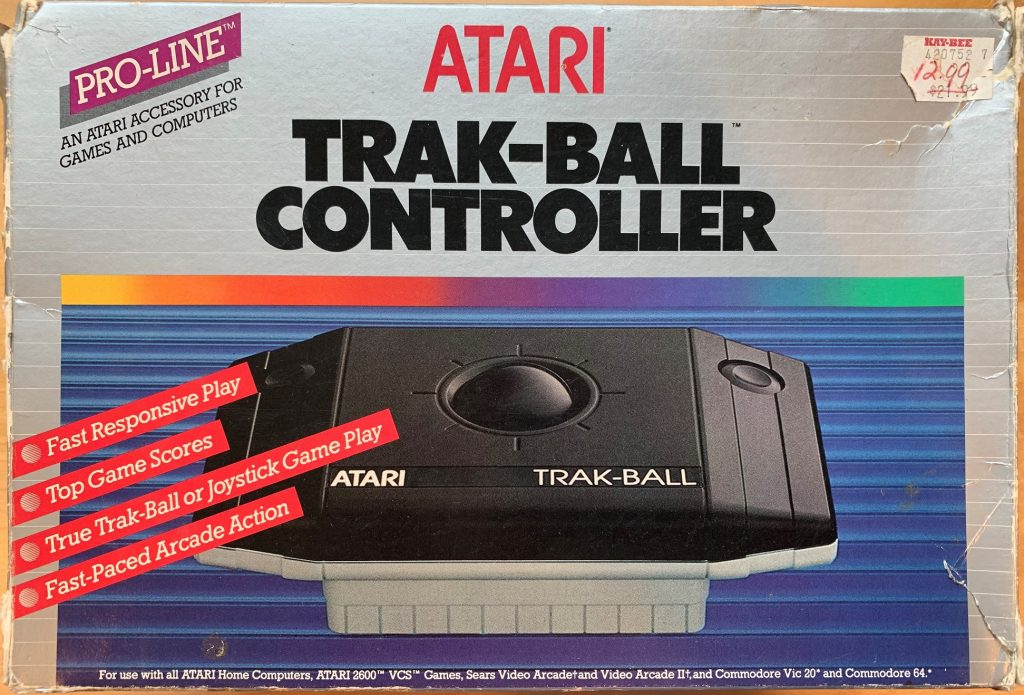 PRO-LINE™
AN ATARI ACCESSORY FOR
GAMES AND COMPUTERS
ATARI®
KAY-BEE
420752 7
12.99
$21.99
TRAK-BALL™
CONTROLLER
Fast Responsive Play
Top Game Scores
True Trak-Ball or Joystick Game Play
Fast-Paced Arcade Action
ATARI TRAK-BALL
For use with all ATARI Home Computers, ATARI 2600™ VCS™ Games, Sears Video Arcade† and Video Arcade II†, and Commodore Vic 20* and Commodore 64.*